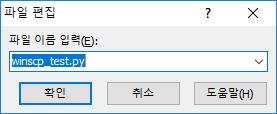 파일 편집
파일 이름 입력(E):
winscp_test.py
확인 취소 도움말(H)